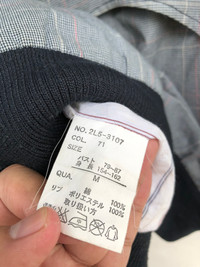 NO.2L5-3107
COL. 71
SIZE
バスト 79-87
身長 154-162
QUA. M
綿 100%
リブ ポリエステル 100%
取り扱い方